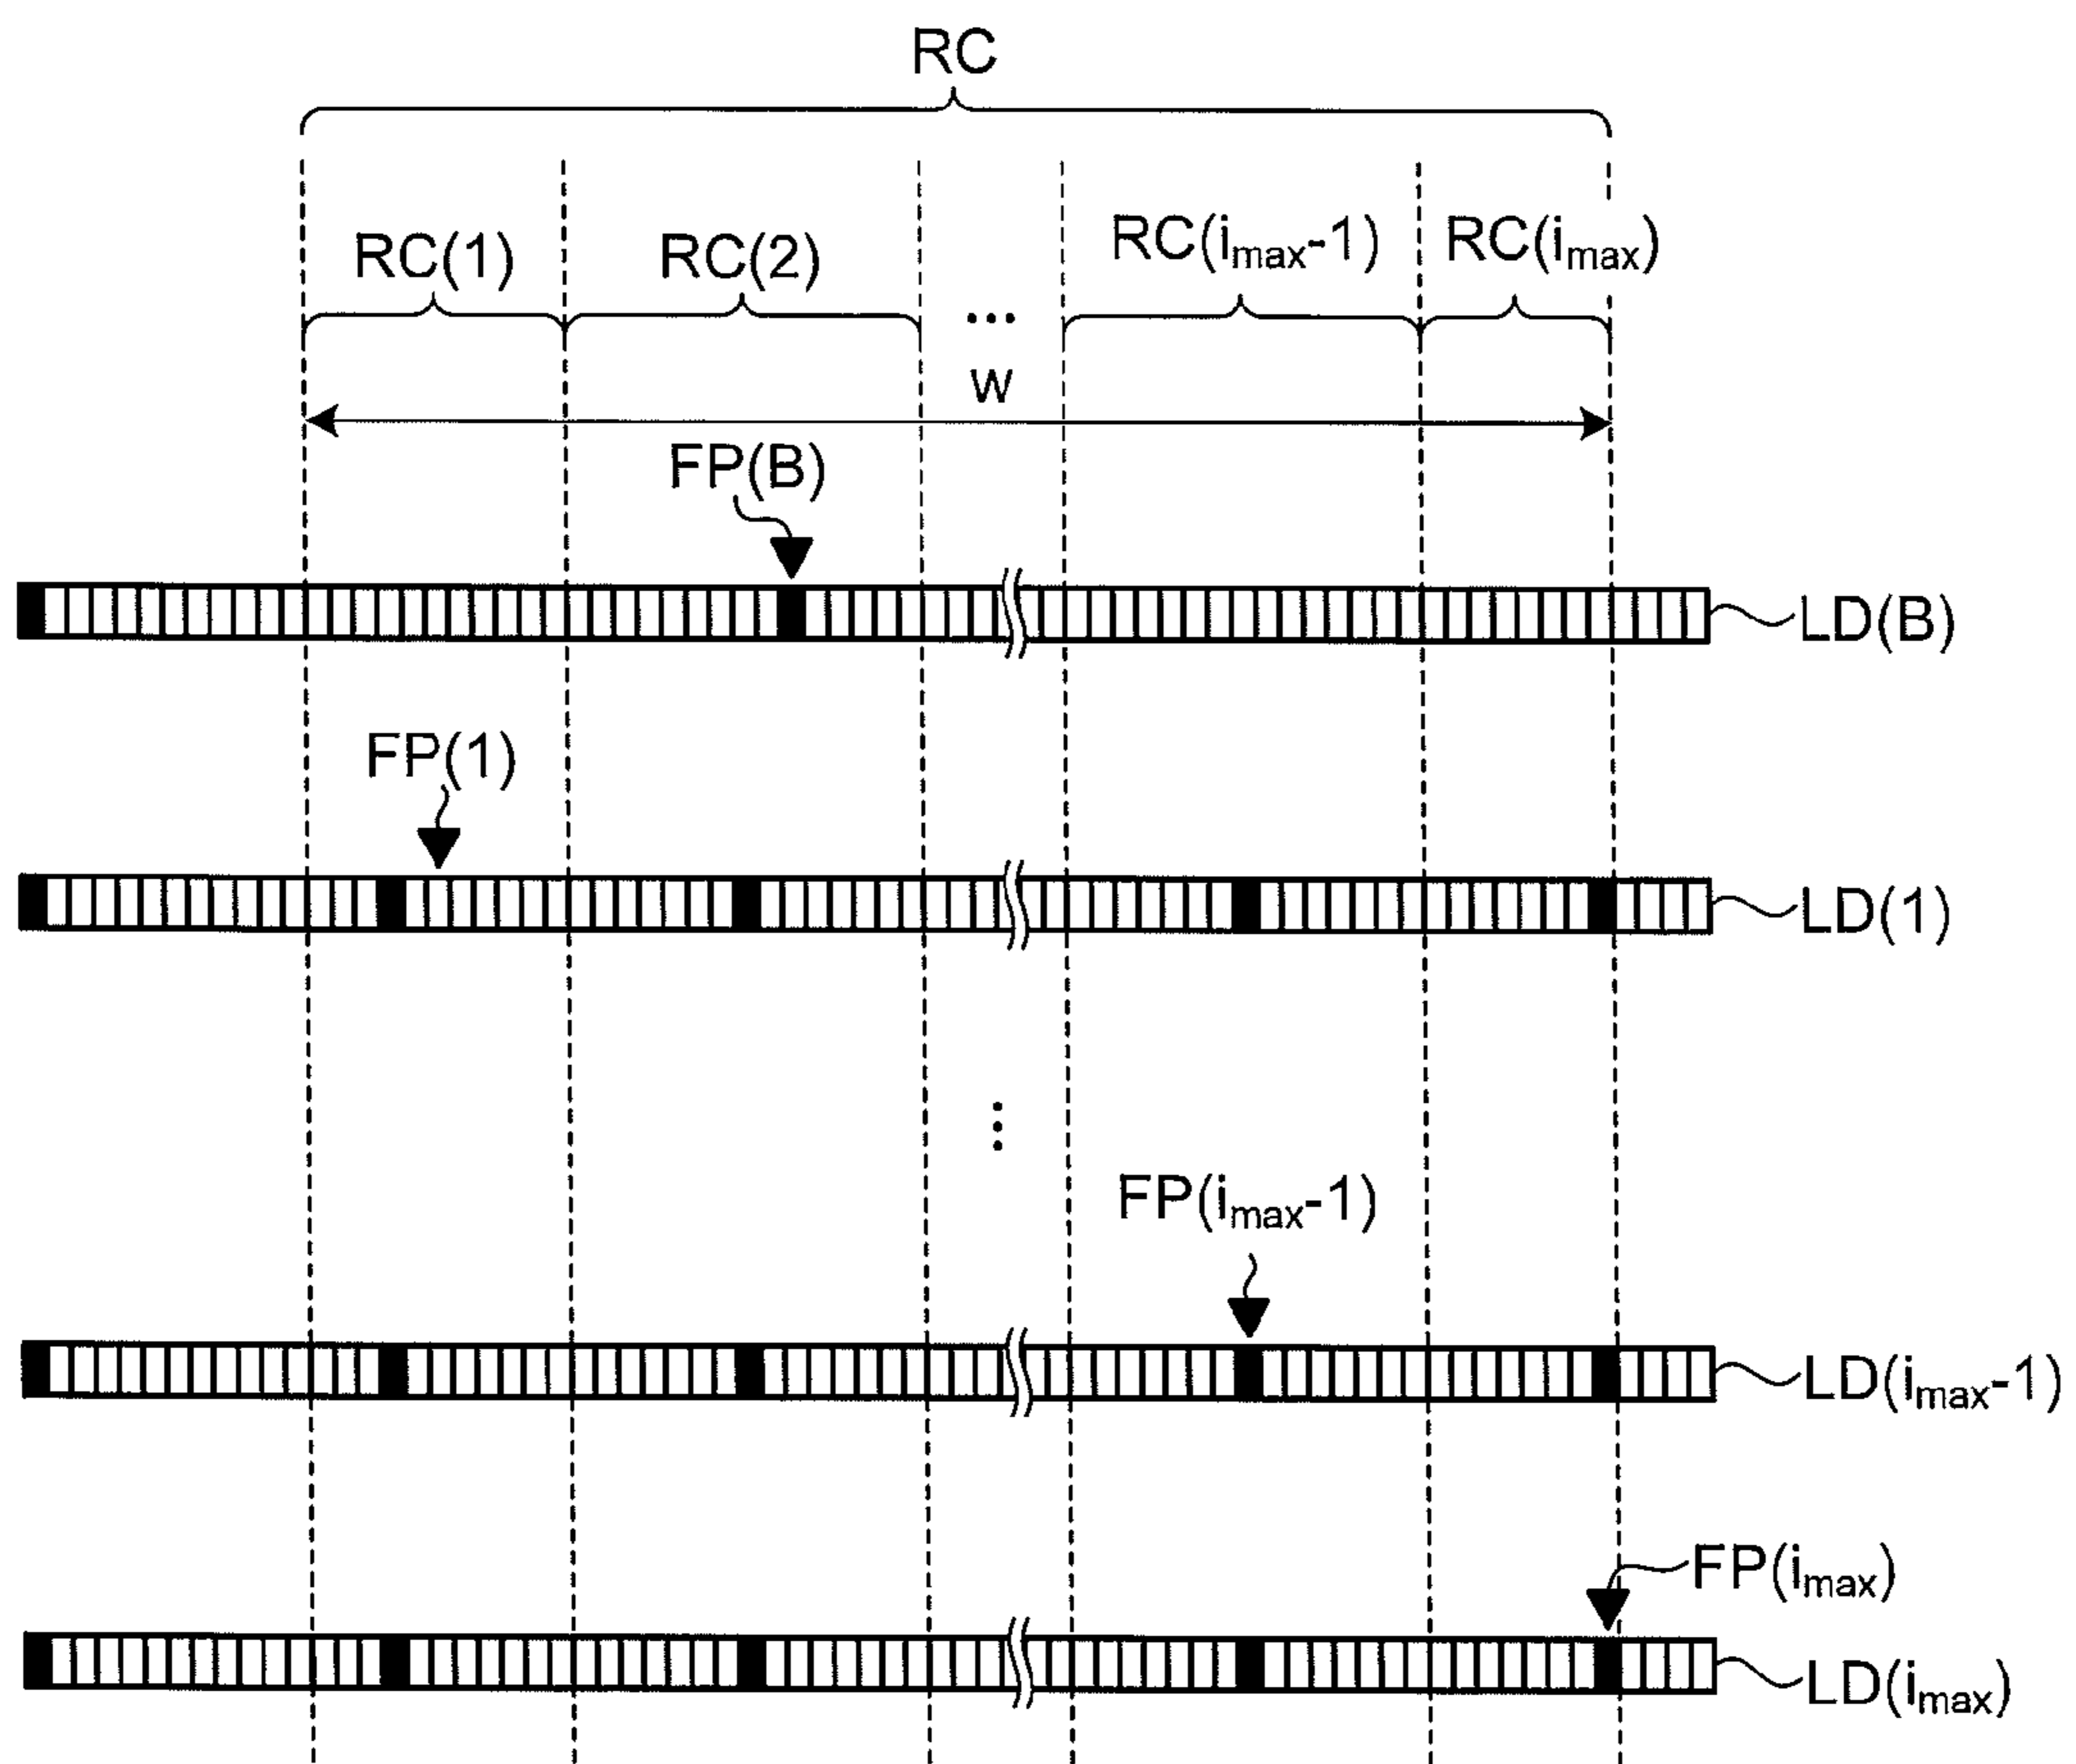 RC
RC(1) RC(2) ... RC(imax-1) RC(imax)
w
FP(B)
LD(B)
FP(1)
LD(1)
⋮
FP(imax-1)
LD(imax-1)
FP(imax)
LD(imax)